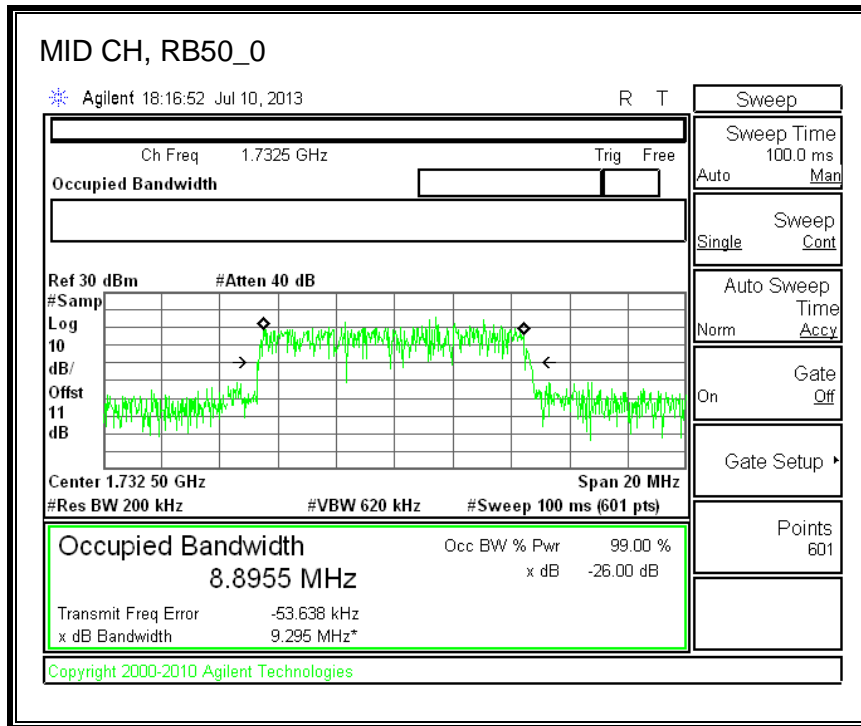 MID CH, RB50_0
Agilent 18:16:52 Jul 10, 2013 R T
Sweep
Sweep Time
100.0 ms
Auto Man
Ch Freq 1.7325 GHz Trig Free
Occupied Bandwidth
Sweep
Single Cont
Ref 30 dBm #Atten 40 dB
#Samp
Log
10
dB/
Offst
11
dB
Auto Sweep
Time
Norm Accy
Gate
On Off
Gate Setup
Center 1.732 50 GHz Span 20 MHz
#Res BW 200 kHz #VBW 620 kHz #Sweep 100 ms (601 pts)
Points
601
Occupied Bandwidth Occ BW % Pwr 99.00 %
8.8955 MHz x dB -26.00 dB
Transmit Freq Error -53.638 kHz
x dB Bandwidth 9.295 MHz*
Copyright 2000-2010 Agilent Technologies